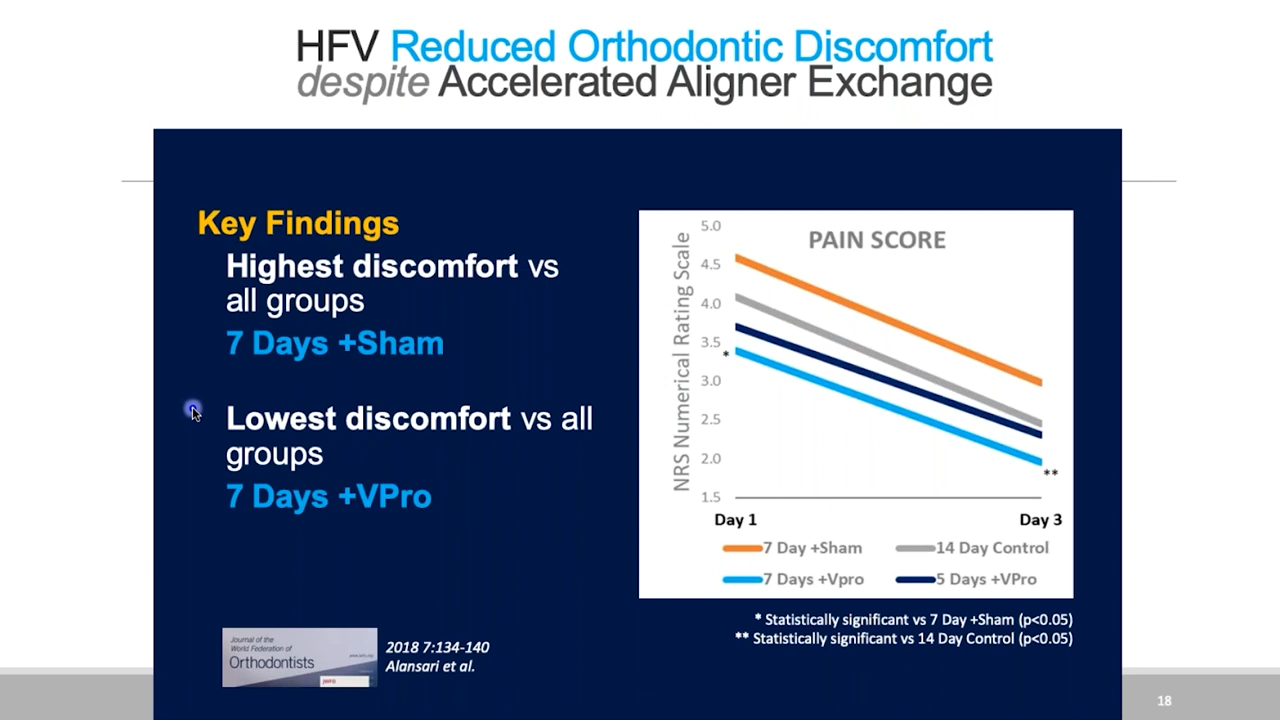 HFV Reduced Orthodontic Discomfort
despite Accelerated Aligner Exchange
Key Findings
Highest discomfort vs
all groups
7 Days +Sham
Lowest discomfort vs all
groups
7 Days +VPro
PAIN SCORE
NRS Numerical Rating Scale
5.0
4.5
4.0
3.5
*
3.0
2.5
2.0
**
1.5
Day 1
Day 3
7 Day +Sham
14 Day Control
7 Days +Vpro
5 Days +VPro
* Statistically significant vs 7 Day +Sham (p<0.05)
** Statistically significant vs 14 Day Control (p<0.05)
Journal of the
World Federation of
Orthodontists
2018 7:134-140
Alansari et al.
18